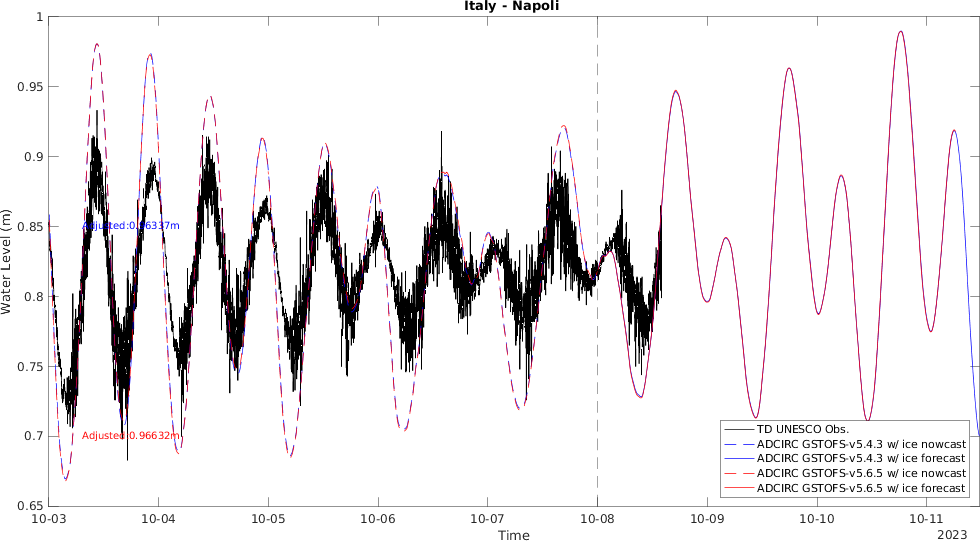 Italy - Napoli
Water Level (m)
1
0.95
0.9
0.85
0.8
0.75
0.7
0.65
Adjusted:0.96337m
Adjusted:0.96632m
TD UNESCO Obs.
ADCIRC GSTOFS-v5.4.3 w/ ice nowcast
ADCIRC GSTOFS-v5.4.3 w/ ice forecast
ADCIRC GSTOFS-v5.6.5 w/ ice nowcast
ADCIRC GSTOFS-v5.6.5 w/ ice forecast
10-03 10-04 10-05 10-06 10-07 10-08 10-09 10-10 10-11
Time
2023